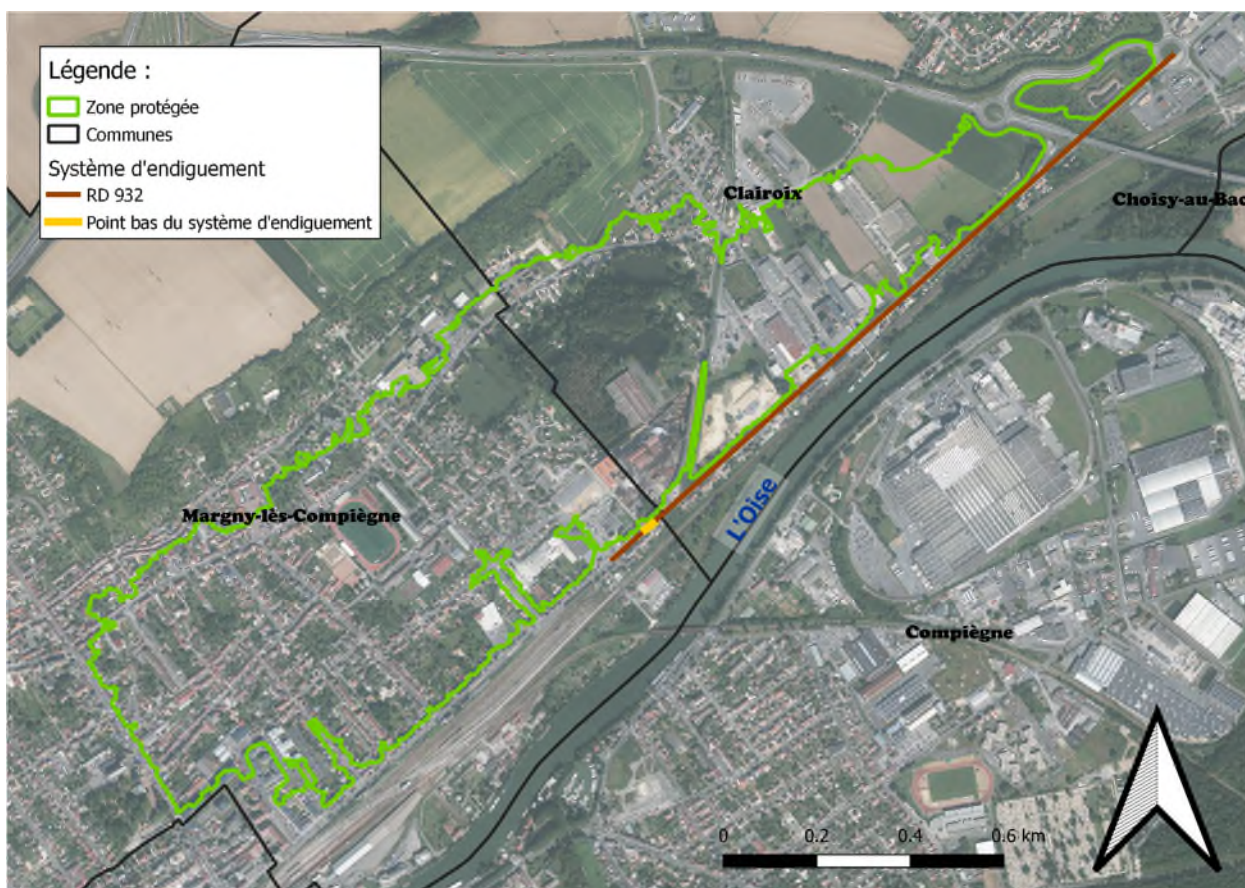 Légende :
Zone protégée
Communes
Système d'endiguement
RD 932
Point bas du système d'endiguement
Clairoix
Choisy-au-Bac
Margny-lès-Compiègne
L'Oise
Compiègne
0 0.2 0.4 0.6 km